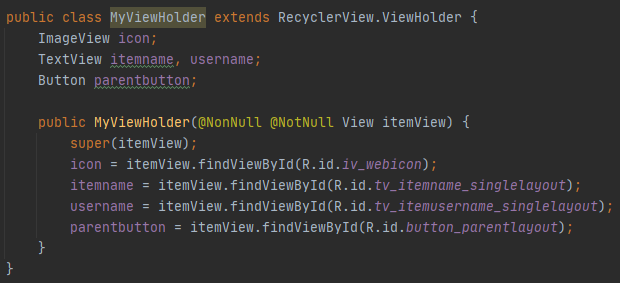 public class MyViewHolder extends RecyclerView.ViewHolder {
ImageView icon;
TextView itemname, username;
Button parentbutton;
public MyViewHolder(@NonNull @NotNull View itemView) {
super(itemView);
icon = itemView.findViewById(R.id.iv_webicon);
itemname = itemView.findViewById(R.id.tv_itemname_singlelayout);
username = itemView.findViewById(R.id.tv_itemusername_singlelayout);
parentbutton = itemView.findViewById(R.id.button_parentlayout);
}
}